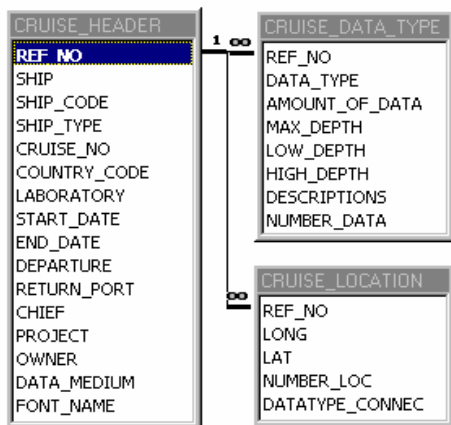 CRUISE_HEADER
REF_NO
SHIP
SHIP_CODE
SHIP_TYPE
CRUISE_NO
COUNTRY_CODE
LABORATORY
START_DATE
END_DATE
DEPARTURE
RETURN_PORT
CHIEF
PROJECT
OWNER
DATA_MEDIUM
FONT_NAME
1 ∞
∞
CRUISE_DATA_TYPE
REF_NO
DATA_TYPE
AMOUNT_OF_DATA
MAX_DEPTH
LOW_DEPTH
HIGH_DEPTH
DESCRIPTIONS
NUMBER_DATA
CRUISE_LOCATION
REF_NO
LONG
LAT
NUMBER_LOC
DATATYPE_CONNEC